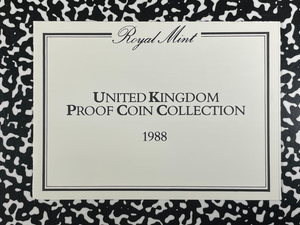 Royal Mint
UNITED KINGDOM
PROOF COIN COLLECTION
1988